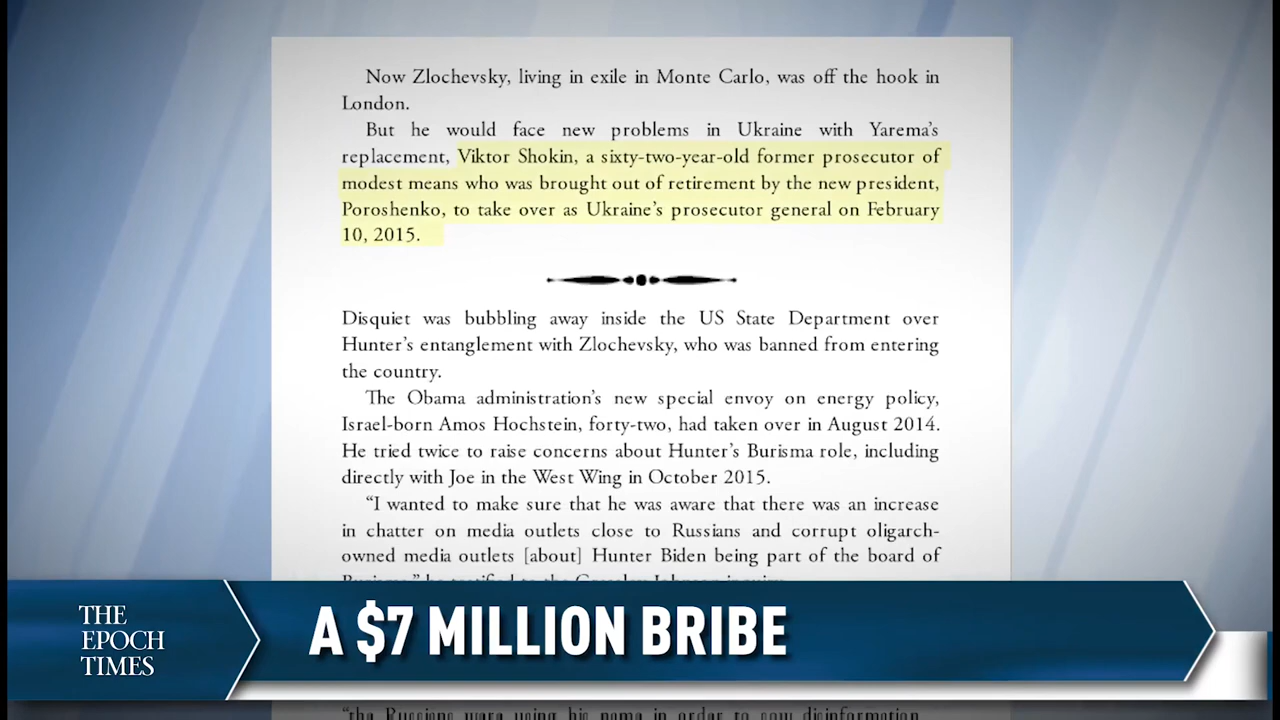 Now Zlochevsky, living in exile in Monte Carlo, was off the hook in
London.
But he would face new problems in Ukraine with Yarema's
replacement, Viktor Shokin, a sixty-two-year-old former prosecutor of
modest means who was brought out of retirement by the new president,
Poroshenko, to take over as Ukraine's prosecutor general on February
10, 2015.
Disquiet was bubbling away inside the US State Department over
Hunter's entanglement with Zlochevsky, who was banned from entering
the country.
The Obama administration's new special envoy on energy policy,
Israel-born Amos Hochstein, forty-two, had taken over in August 2014.
He tried twice to raise concerns about Hunter's Burisma role, including
directly with Joe in the West Wing in October 2015.
“I wanted to make sure that he was aware that there was an increase
in chatter on media outlets close to Russians and corrupt oligarch-
owned media outlets [about] Hunter Biden being part of the board of
THE
EPOCH
TIMES
A $7 MILLION BRIBE